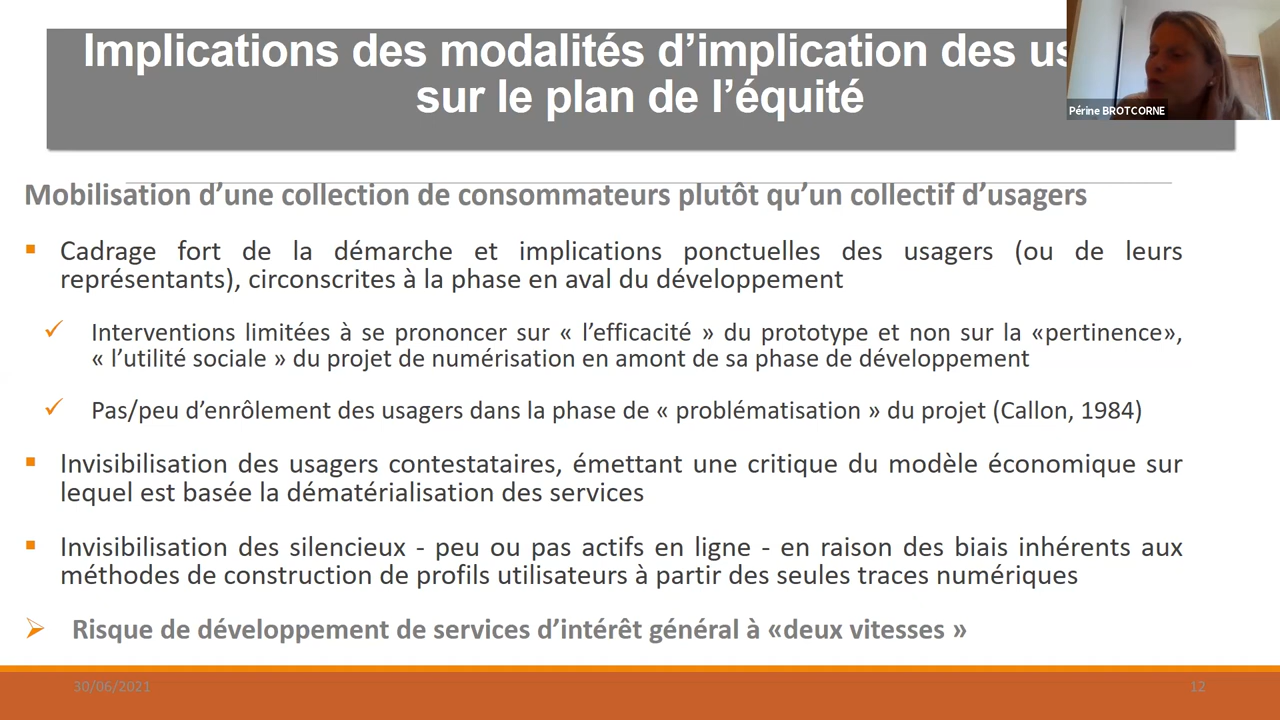 Implications des modalités d’implication des
sur le plan de l’équité
Périne BROTCORNE
Mobilisation d’une collection de consommateurs plutôt qu’un collectif d’usagers
Cadrage fort de la démarche et implications ponctuelles des usagers (ou de leurs
représentants), circonscrites à la phase en aval du développement
Interventions limitées à se prononcer sur « l’efficacité » du prototype et non sur la «pertinence»,
« l’utilité sociale » du projet de numérisation en amont de sa phase de développement
Pas/peu d’enrôlement des usagers dans la phase de « problématisation » du projet (Callon, 1984)
Invisibilisation des usagers contestataires, émettant une critique du modèle économique sur
lequel est basée la dématérialisation des services
Invisibilisation des silencieux - peu ou pas actifs en ligne - en raison des biais inhérents aux
méthodes de construction de profils utilisateurs à partir des seules traces numériques
Risque de développement de services d’intérêt général à «deux vitesses »
30/06/2021
12